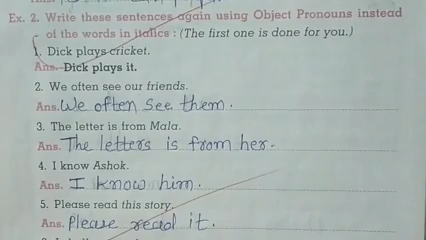 Ex. 2. Write these sentences again using Object Pronouns instead
of the words in italics : (The first one is done for you.)
1. Dick plays cricket.
Ans. Dick plays it.
2. We often see our friends.
Ans. We often see them.
3. The letter is from Mala.
Ans. The letters is from her.
4. I know Ashok.
Ans. I know him.
5. Please read this story.
Ans. Please read it.